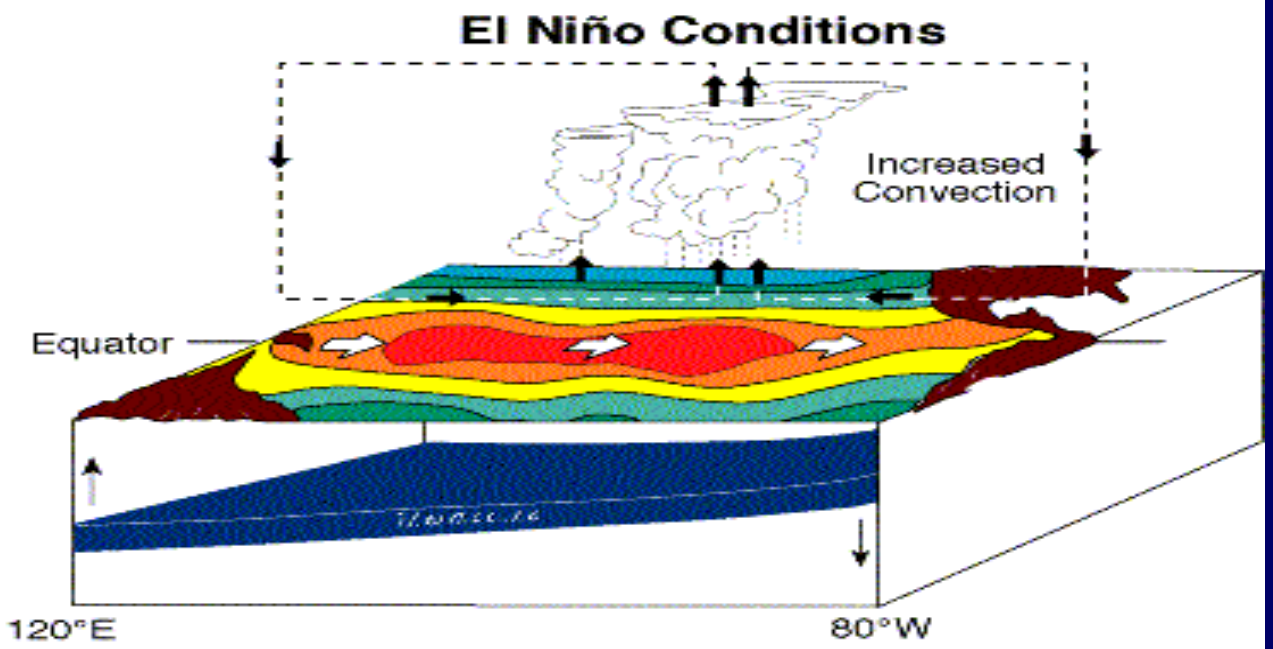 El Niño Conditions
Increased
Convection
Equator
120°E
80°W